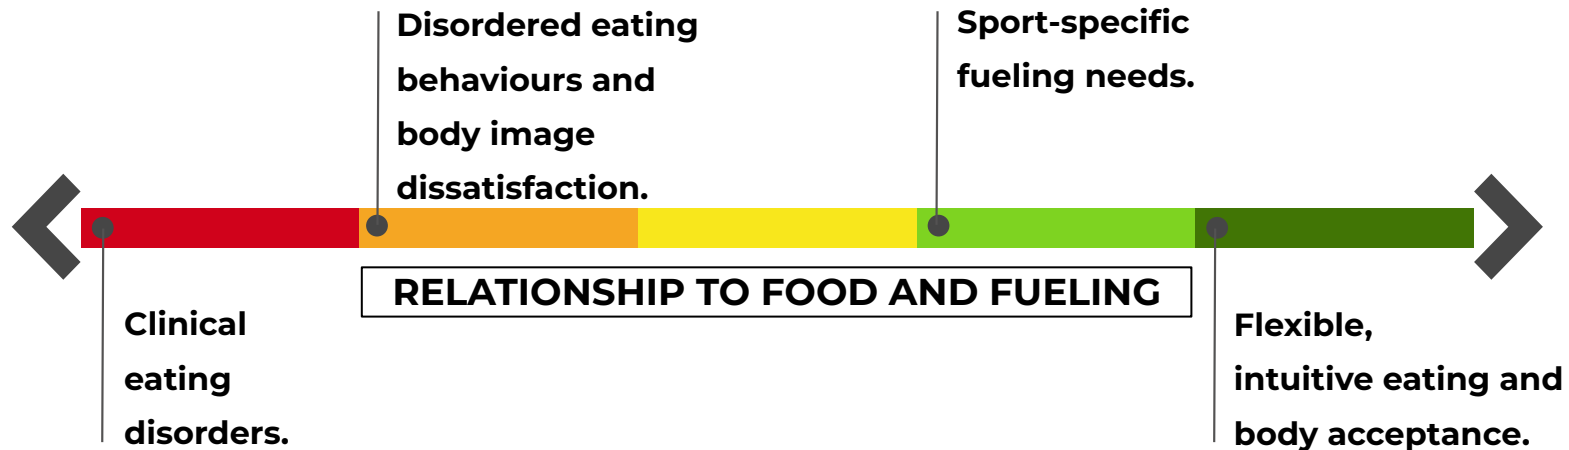 Disordered eating
behaviours and
body image
dissatisfaction.
Sport-specific
fueling needs.
RELATIONSHIP TO FOOD AND FUELING
Clinical
eating
disorders.
Flexible,
intuitive eating and
body acceptance.